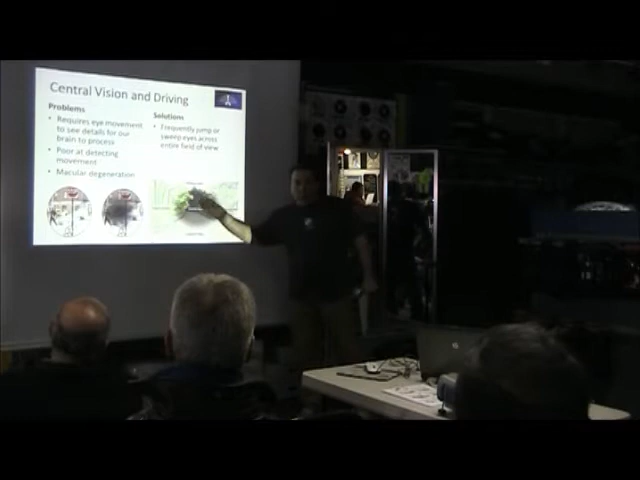 Central Vision and Driving
Problems
• Requires eye movement
to see details for our
brain to process
• Poor at detecting
movement
• Macular degeneration
Solutions
• Frequently jump or
sweep eyes across
entire field of view